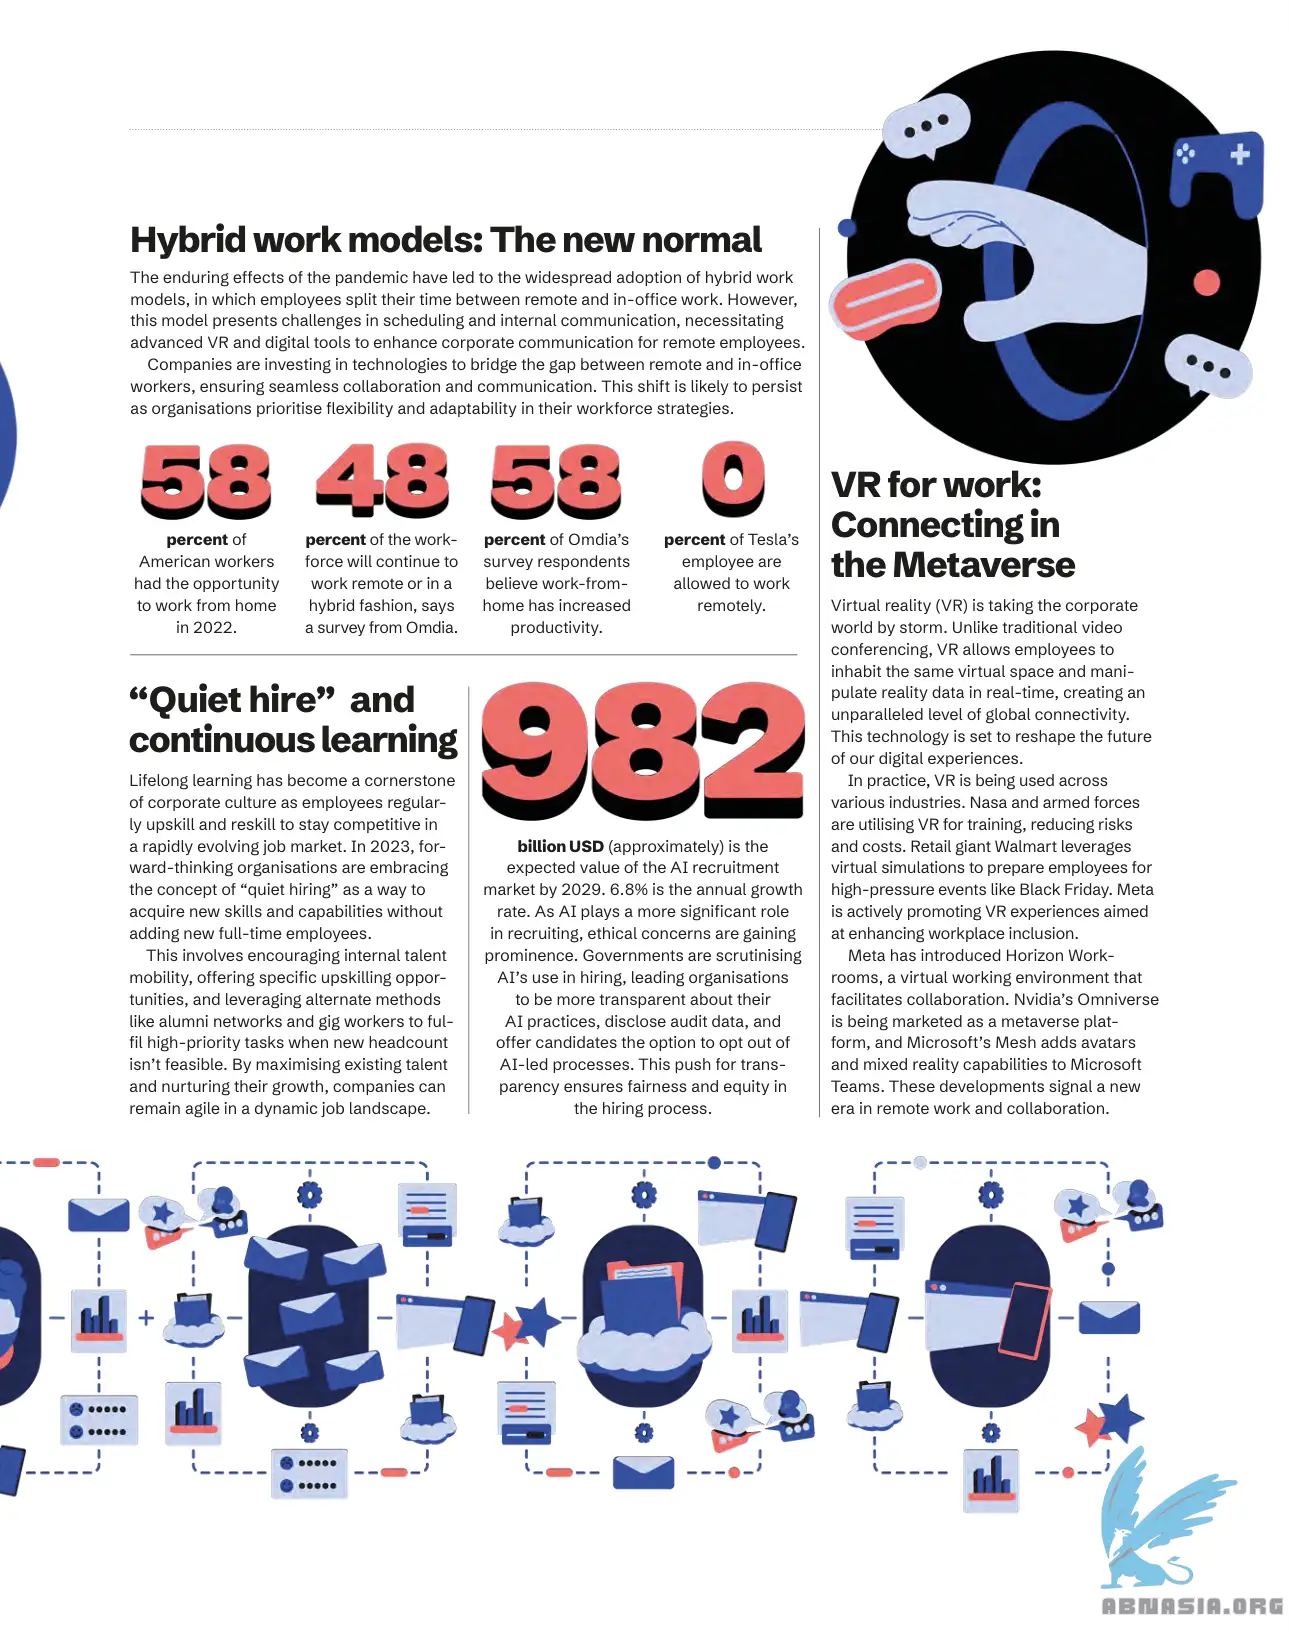 Hybrid work models: The new normal
The enduring effects of the pandemic have led to the widespread adoption of hybrid work
models, in which employees split their time between remote and in-office work. However,
this model presents challenges in scheduling and internal communication, necessitating
advanced VR and digital tools to enhance corporate communication for remote employees.
Companies are investing in technologies to bridge the gap between remote and in-office
workers, ensuring seamless collaboration and communication. This shift is likely to persist
as organisations prioritise flexibility and adaptability in their workforce strategies.
58
percent of
American workers
had the opportunity
to work from home
in 2022.
48
percent of the work-
force will continue to
work remote or in a
hybrid fashion, says
a survey from Omdia.
58
percent of Omdia's
survey respondents
believe work-from-
home has increased
productivity.
0
percent of Tesla's
employee are
allowed to work
remotely.
"Quiet hire" and
continuous learning
Lifelong learning has become a cornerstone
of corporate culture as employees regular-
ly upskill and reskill to stay competitive in
a rapidly evolving job market. In 2023, for-
ward-thinking organisations are embracing
the concept of "quiet hiring" as a way to
acquire new skills and capabilities without
adding new full-time employees.
This involves encouraging internal talent
mobility, offering specific upskilling oppor-
tunities, and leveraging alternate methods
like alumni networks and gig workers to ful-
fil high-priority tasks when new headcount
isn't feasible. By maximising existing talent
and nurturing their growth, companies can
remain agile in a dynamic job landscape.
982
billion USD (approximately) is the
expected value of the AI recruitment
market by 2029. 6.8% is the annual growth
rate. As AI plays a more significant role
in recruiting, ethical concerns are gaining
prominence. Governments are scrutinising
AI's use in hiring, leading organisations
to be more transparent about their
AI practices, disclose audit data, and
offer candidates the option to opt out of
AI-led processes. This push for trans-
parency ensures fairness and equity in
the hiring process.
VR for work:
Connecting in
the Metaverse
Virtual reality (VR) is taking the corporate
world by storm. Unlike traditional video
conferencing, VR allows employees to
inhabit the same virtual space and mani-
pulate reality data in real-time, creating an
unparalleled level of global connectivity.
This technology is set to reshape the future
of our digital experiences.
In practice, VR is being used across
various industries. Nasa and armed forces
are utilising VR for training, reducing risks
and costs. Retail giant Walmart leverages
virtual simulations to prepare employees for
high-pressure events like Black Friday. Meta
is actively promoting VR experiences aimed
at enhancing workplace inclusion.
Meta has introduced Horizon Work-
rooms, a virtual working environment that
facilitates collaboration. Nvidia's Omniverse
is being marketed as a metaverse plat-
form, and Microsoft's Mesh adds avatars
and mixed reality capabilities to Microsoft
Teams. These developments signal a new
era in remote work and collaboration.
ABNASIA.ORG